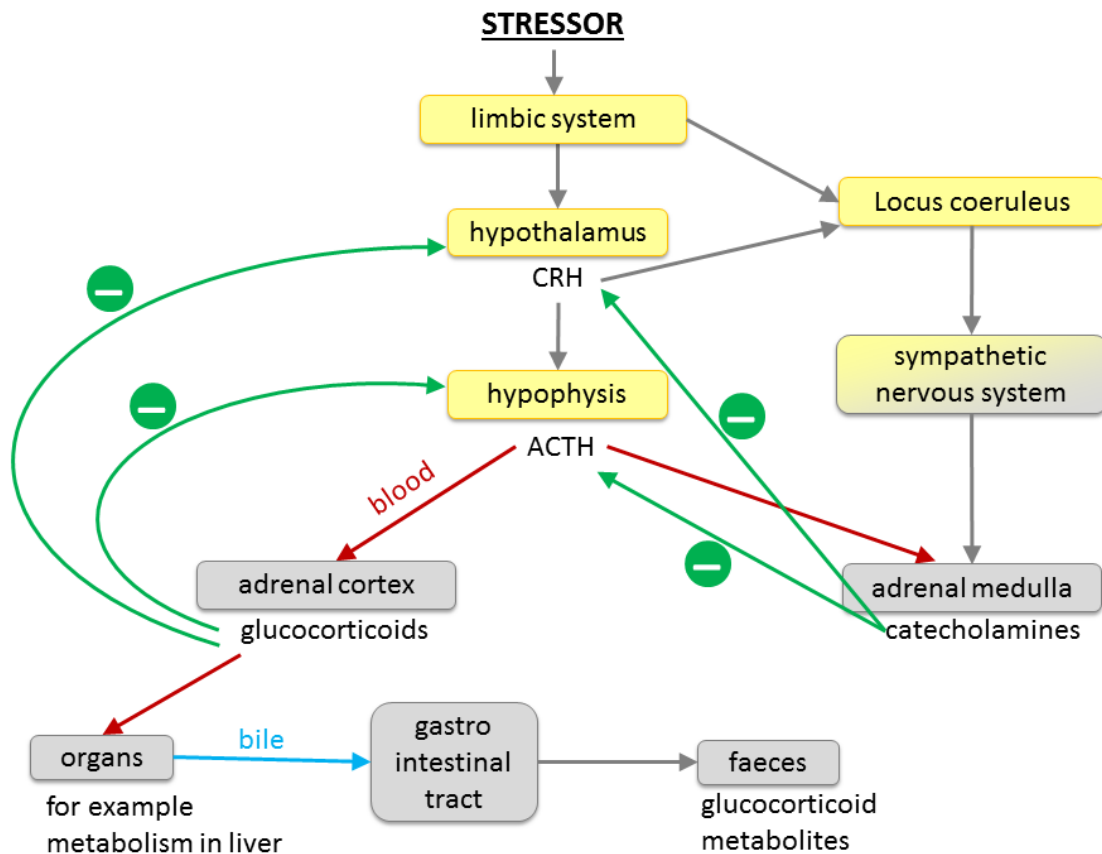 STRESSOR
limbic system
Locus coeruleus
hypothalamus
CRH
sympathetic
nervous system
hypophysis
ACTH
blood
adrenal cortex
adrenal medulla
glucocorticoids
catecholamines
organs
bile
gastro
intestinal
tract
faeces
for example
metabolism in liver
glucocorticoid
metabolites